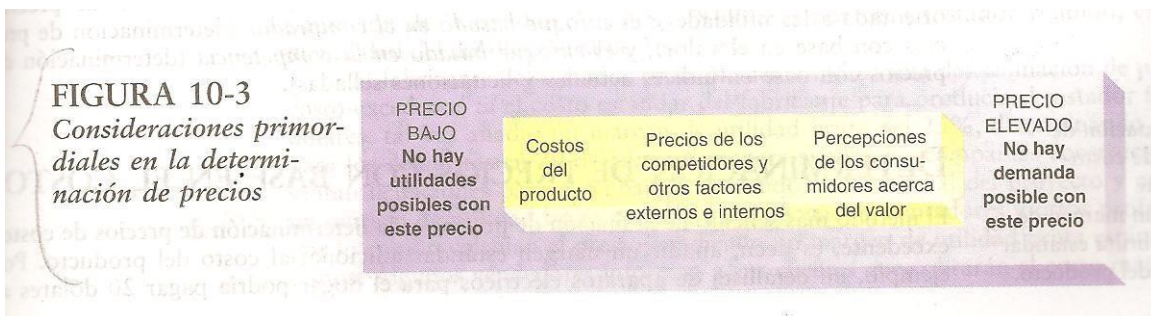 FIGURA 10-3
Consideraciones primor-
diales en la determi-
nación de precios
PRECIO
BAJO
No hay
utilidades
posibles con
este precio
Costos
del
producto
Precios de los
competidores y
otros factores
externos e internos
Percepciones
de los consu-
midores acerca
del valor
PRECIO
ELEVADO
No hay
demanda
posible con
este precio